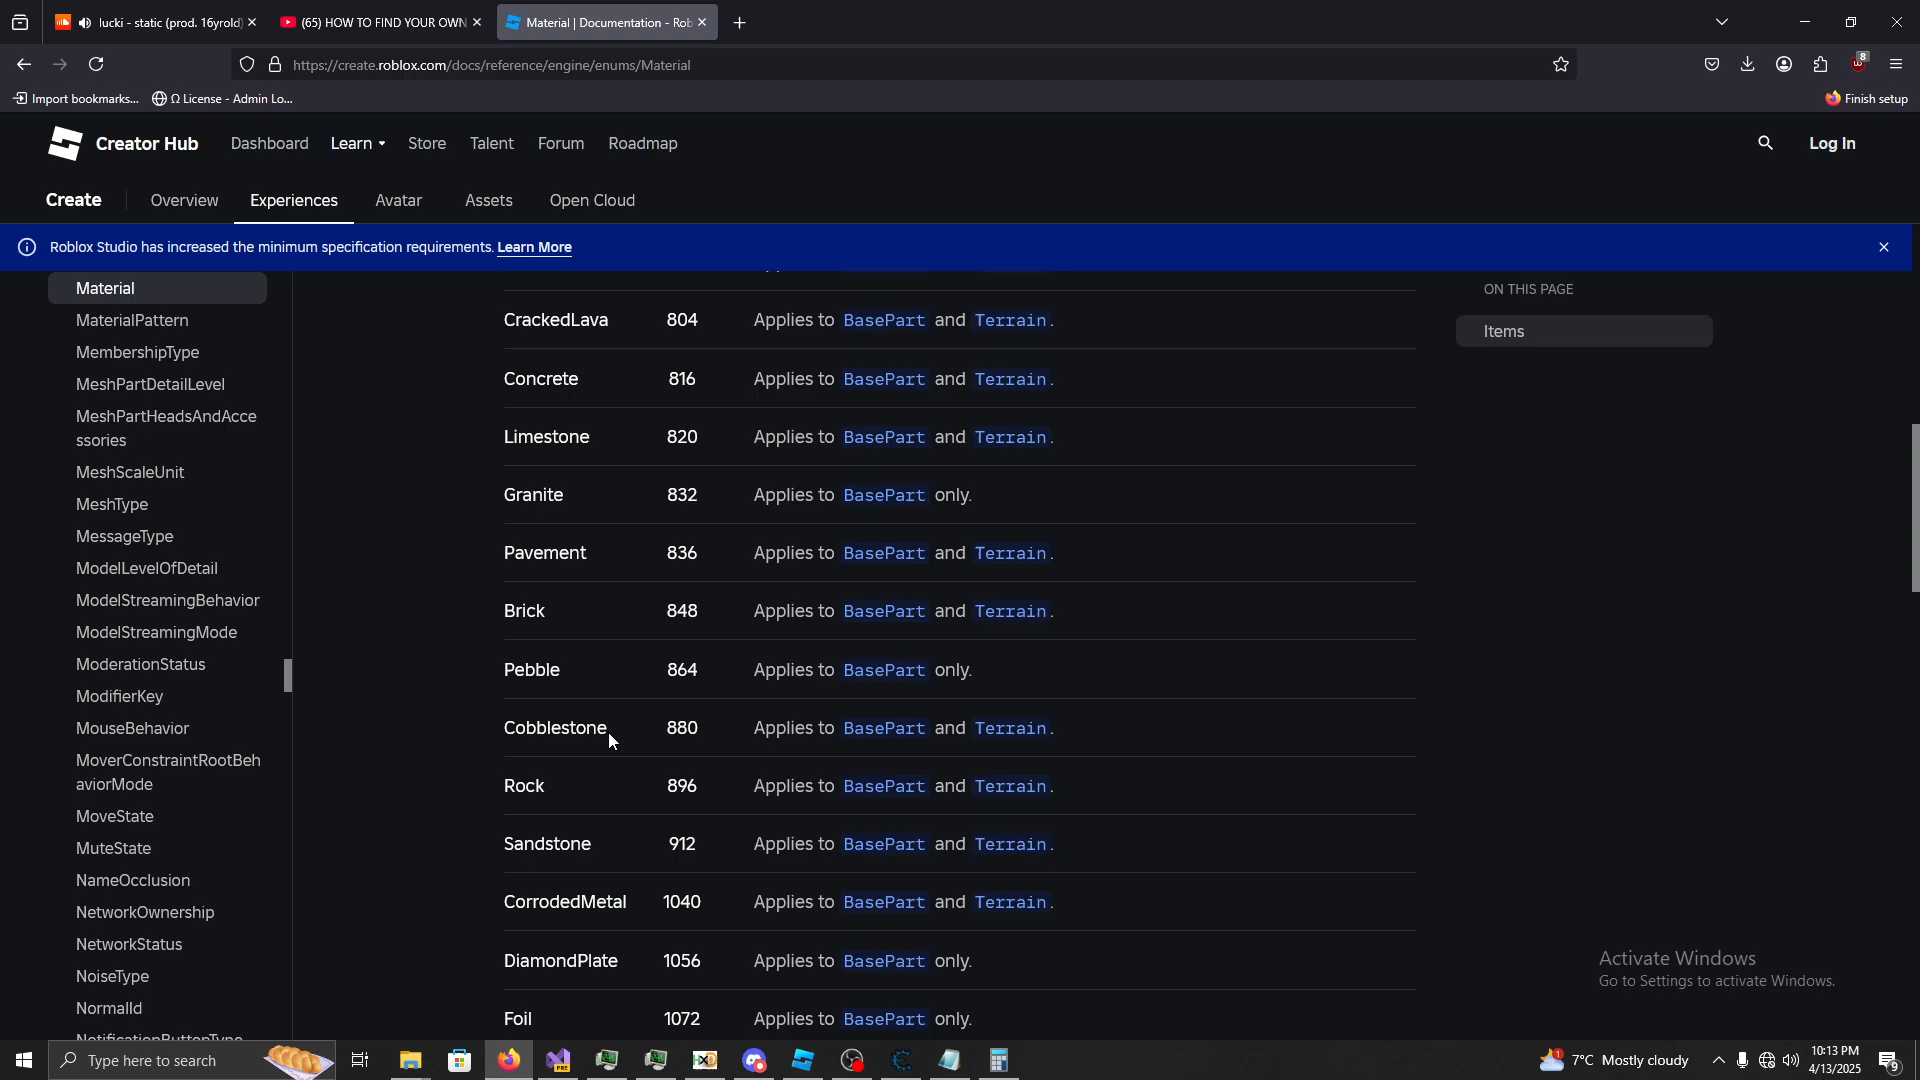 lucki - static (prod. 16yrold)
(65) HOW TO FIND YOUR OWN
Material | Documentation - Rob
https://create.roblox.com/docs/reference/engine/enums/Material
8
Import bookmarks...
Ω License - Admin Lo...
Finish setup
Creator Hub
Dashboard
Learn
Store
Talent
Forum
Roadmap
Log In
Create
Overview
Experiences
Avatar
Assets
Open Cloud
Roblox Studio has increased the minimum specification requirements. Learn More
Material
MaterialPattern
MembershipType
MeshPartDetailLevel
MeshPartHeadsAndAcce
ssories
MeshScaleUnit
MeshType
MessageType
ModelLevelOfDetail
ModelStreamingBehavior
ModelStreamingMode
ModerationStatus
ModifierKey
MouseBehavior
MoverConstraintRootBeh
aviorMode
MoveState
MuteState
NameOcclusion
NetworkOwnership
NetworkStatus
NoiseType
NormalId
NotificationButtonType
CrackedLava 804 Applies to BasePart and Terrain.
Concrete 816 Applies to BasePart and Terrain.
Limestone 820 Applies to BasePart and Terrain.
Granite 832 Applies to BasePart only.
Pavement 836 Applies to BasePart and Terrain.
Brick 848 Applies to BasePart and Terrain.
Pebble 864 Applies to BasePart only.
Cobblestone 880 Applies to BasePart and Terrain.
Rock 896 Applies to BasePart and Terrain.
Sandstone 912 Applies to BasePart and Terrain.
CorrodedMetal 1040 Applies to BasePart and Terrain.
DiamondPlate 1056 Applies to BasePart only.
Foil 1072 Applies to BasePart only.
ON THIS PAGE
Items
Activate Windows
Go to Settings to activate Windows.
Type here to search
PRE
1
7°C Mostly cloudy
10:13 PM
4/13/2025
9